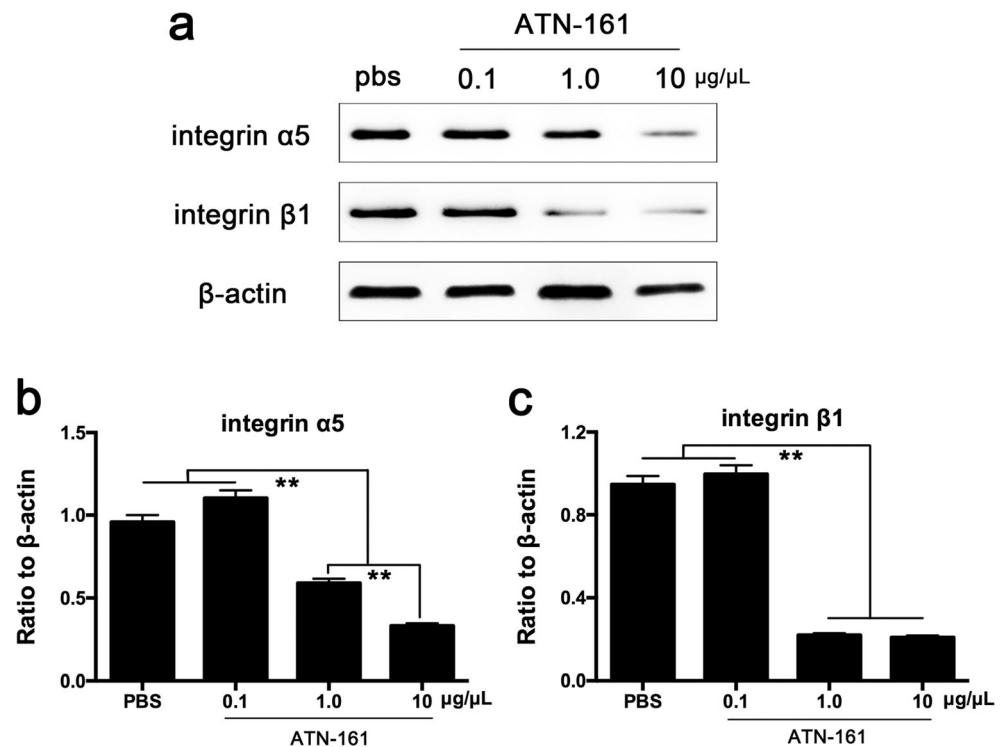 a
ATN-161
pbs 0.1 1.0 10 µg/µL
integrin α5
integrin β1
β-actin
b
integrin α5
Ratio to β-actin
1.5
1.0
0.5
0.0
**
**
PBS 0.1 1.0 10 µg/µL
ATN-161
c
integrin β1
Ratio to β-actin
1.2
0.8
0.4
0.0
**
PBS 0.1 1.0 10 µg/µL
ATN-161